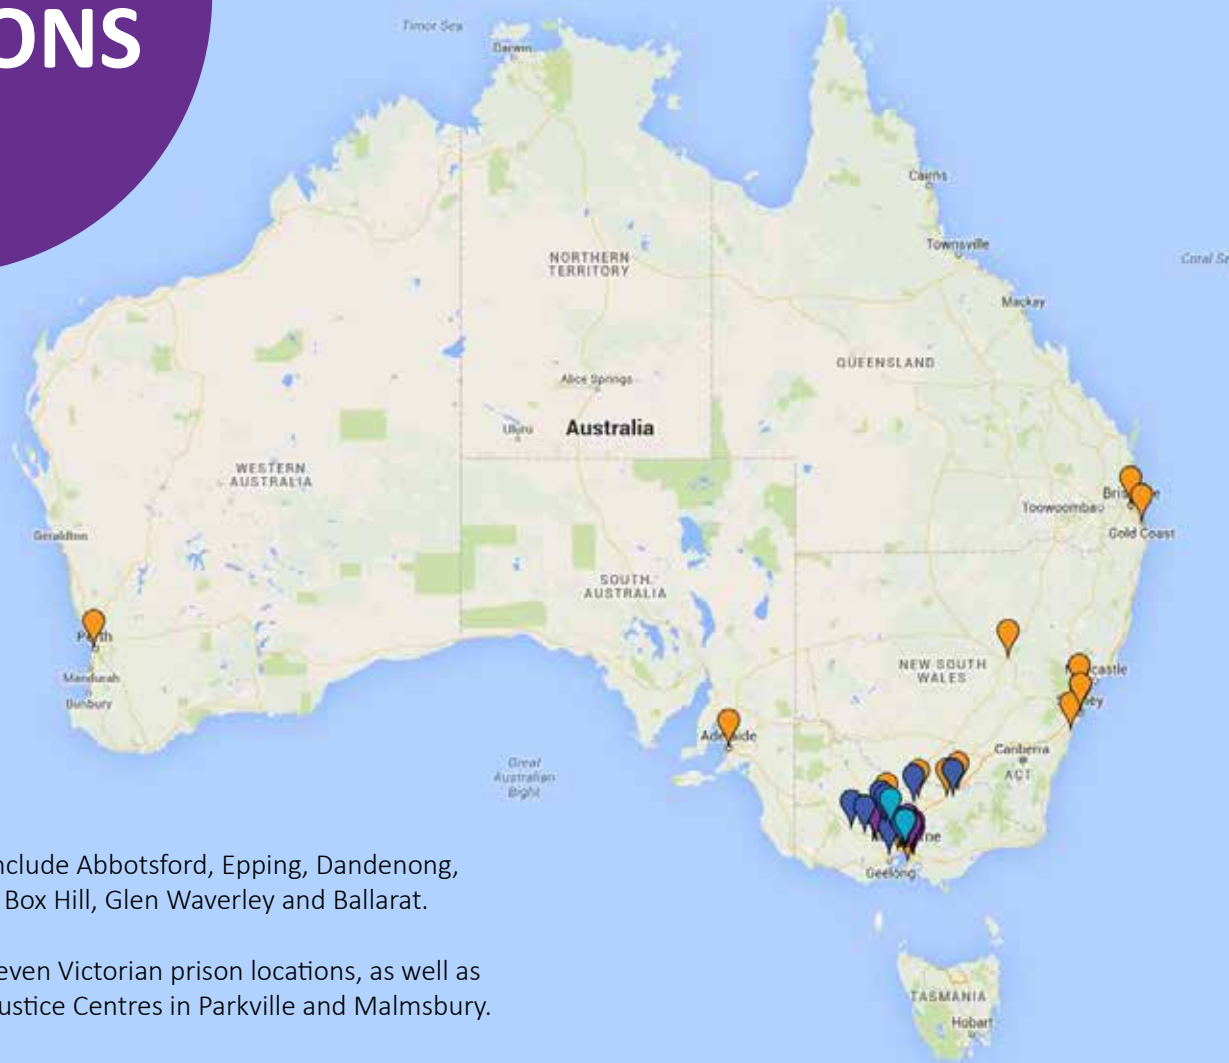 ONS
Timor Sea
Darwin
Cairns
Townsville
Coral Se
NORTHERN
TERRITORY
Mackay
QUEENSLAND
Alice Springs
Uluru
Australia
WESTERN
AUSTRALIA
Toowoomba
Gold Coast
Geraldton
SOUTH
AUSTRALIA
NEW SOUTH
WALES
Mandurah
Bunbury
Canberra
ACT
Great
Australian
Bight
nclude Abbotsford, Epping, Dandenong,
Box Hill, Glen Waverley and Ballarat.
Geelong
even Victorian prison locations, as well as
ustice Centres in Parkville and Malmsbury.
TASMANIA
Hobart